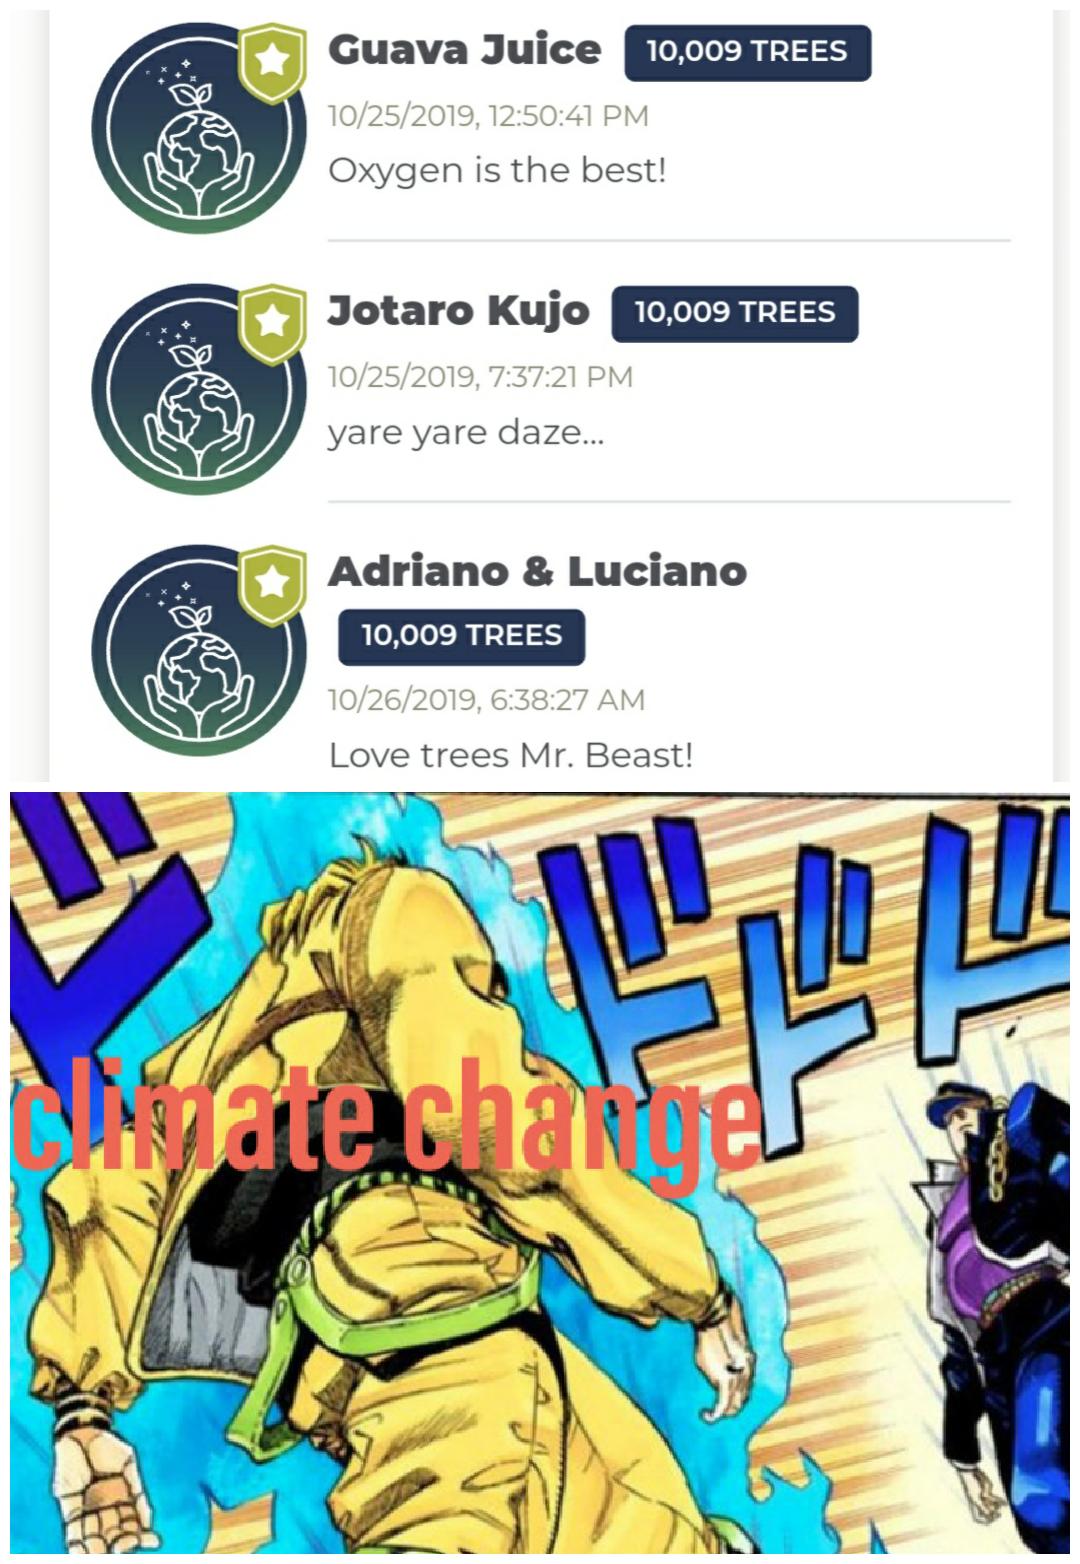 Guava Juice 10,009 TREES
10/25/2019, 12:50:41 PM
Oxygen is the best!
Jotaro Kujo 10,009 TREES
10/25/2019, 7:37:21 PM
yare yare daze...
Adriano & Luciano
10,009 TREES
10/26/2019, 6:38:27 AM
Love trees Mr. Beast!
ド ドドド
climate change